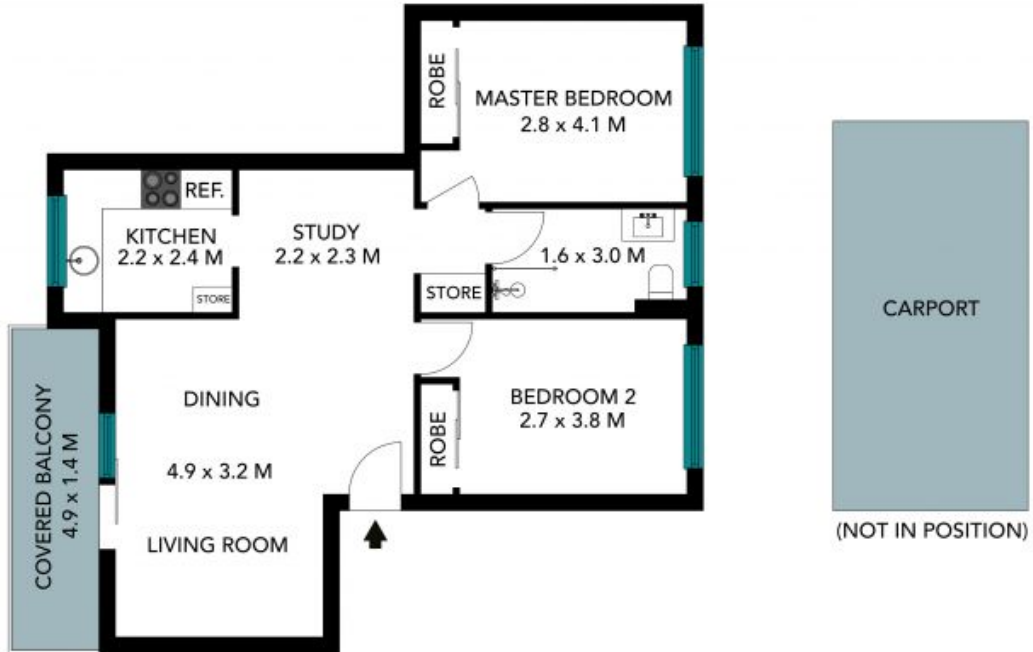 ROBE
MASTER BEDROOM
2.8 x 4.1 M
REF.
KITCHEN
2.2 x 2.4 M
STORE
STUDY
2.2 x 2.3 M
1.6 x 3.0 M
STORE
CARPORT
(NOT IN POSITION)
COVERED BALCONY
4.9 x 1.4 M
DINING
4.9 x 3.2 M
LIVING ROOM
ROBE
BEDROOM 2
2.7 x 3.8 M